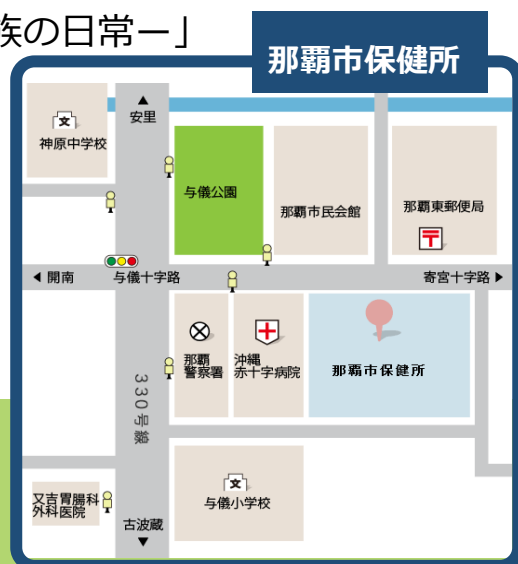 族の日常ー」
那覇市保健所
▲
安里
文
神原中学校
与儀公園
那覇市民会館
那覇東郵便局
〒
◀ 開南
与儀十字路
寄宮十字路 ▶
那覇
警察署
沖縄
赤十字病院
那覇市保健所
330号線
文
与儀小学校
又吉胃腸科
外科医院
古波蔵
▼